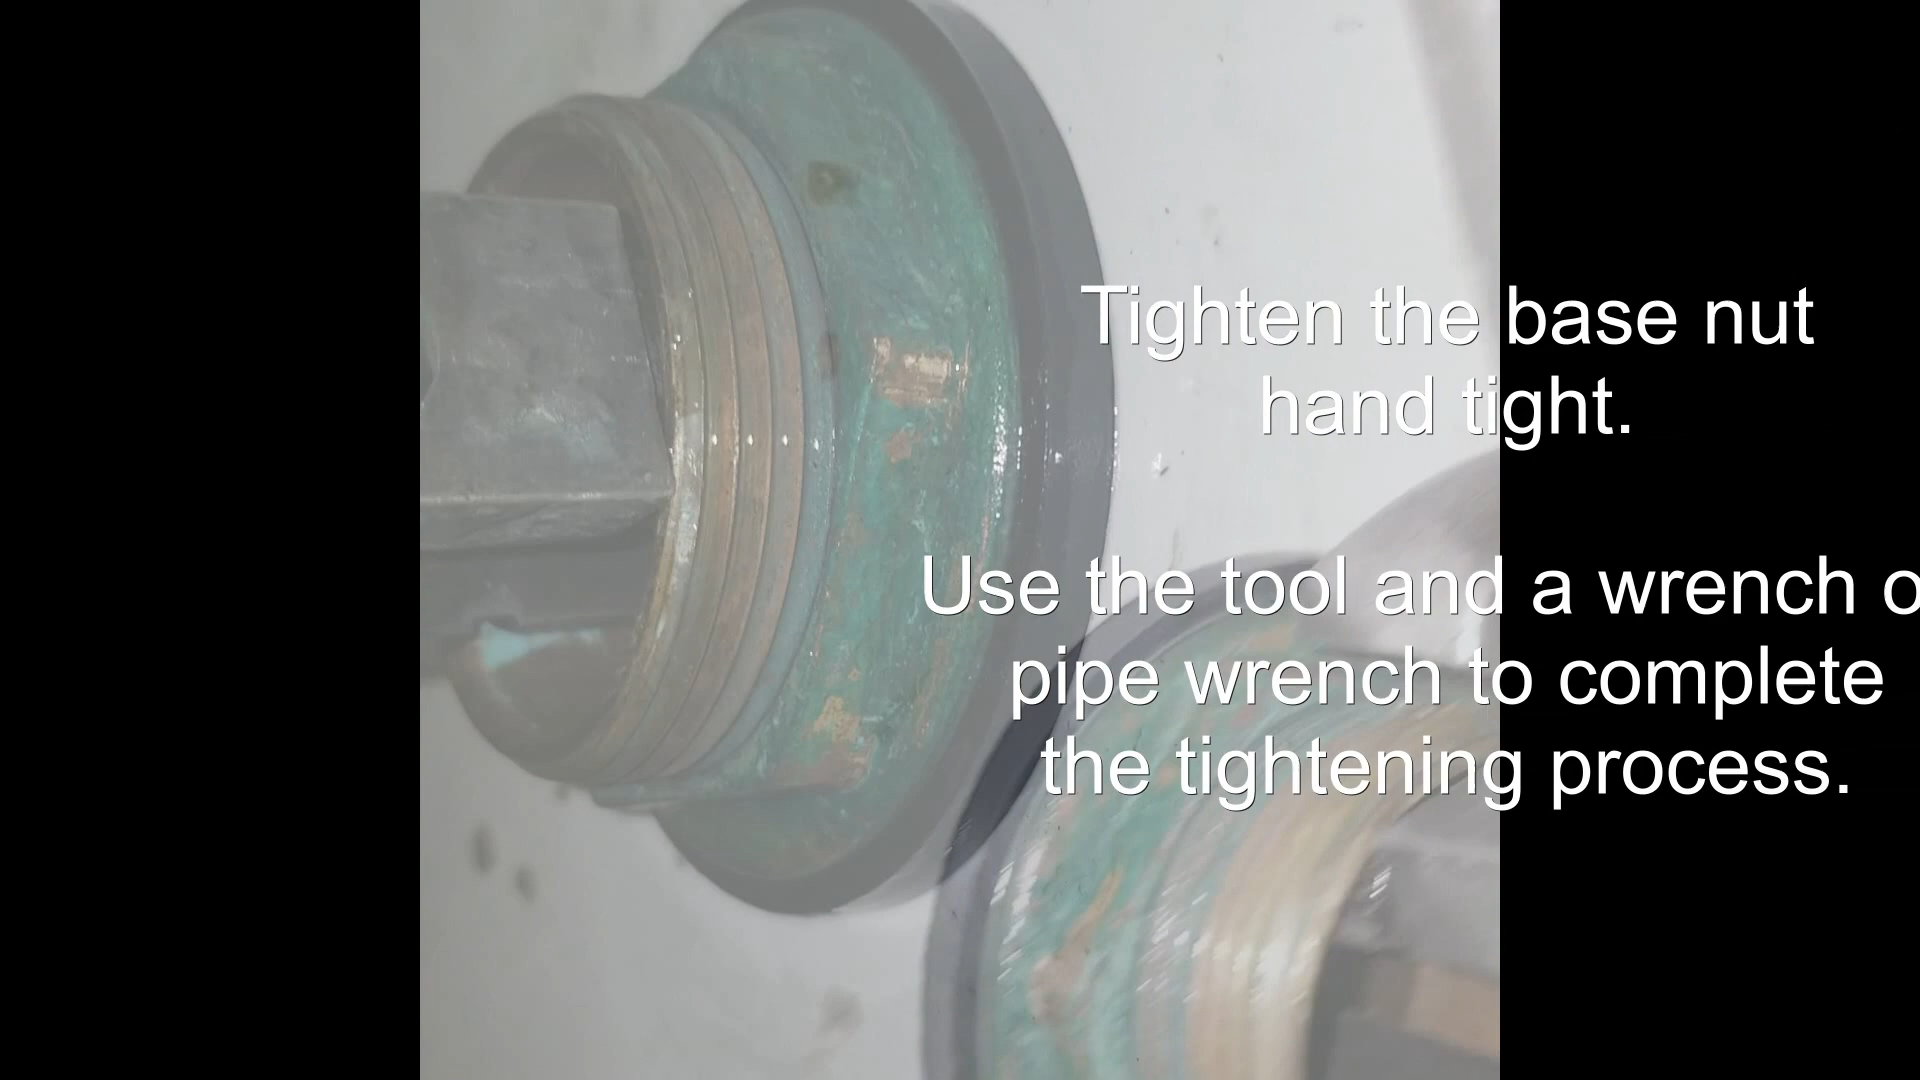 Tighten the base nut
hand tight.
Use the tool and a wrench o
pipe wrench to complete
the tightening process.